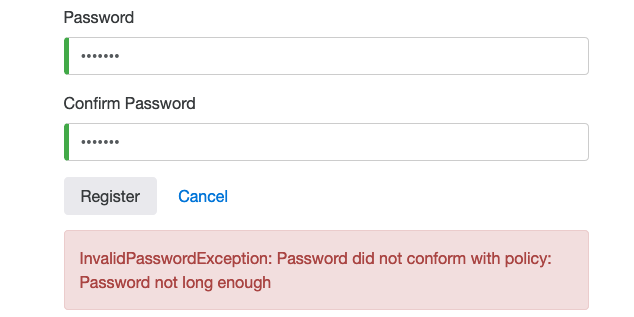 Password
•••••••
Confirm Password
•••••••
Register Cancel
InvalidPasswordException: Password did not conform with policy:
Password not long enough